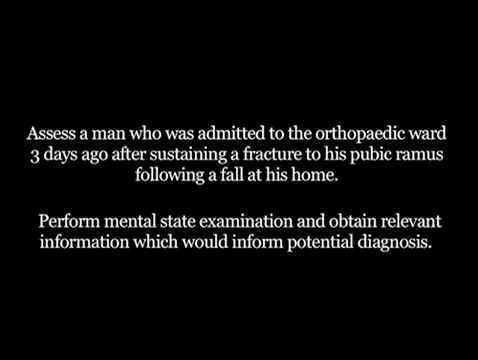 Assess a man who was admitted to the orthopaedic ward
3 days ago after sustaining a fracture to his pubic ramus
following a fall at his home.
Perform mental state examination and obtain relevant
information which would inform potential diagnosis.